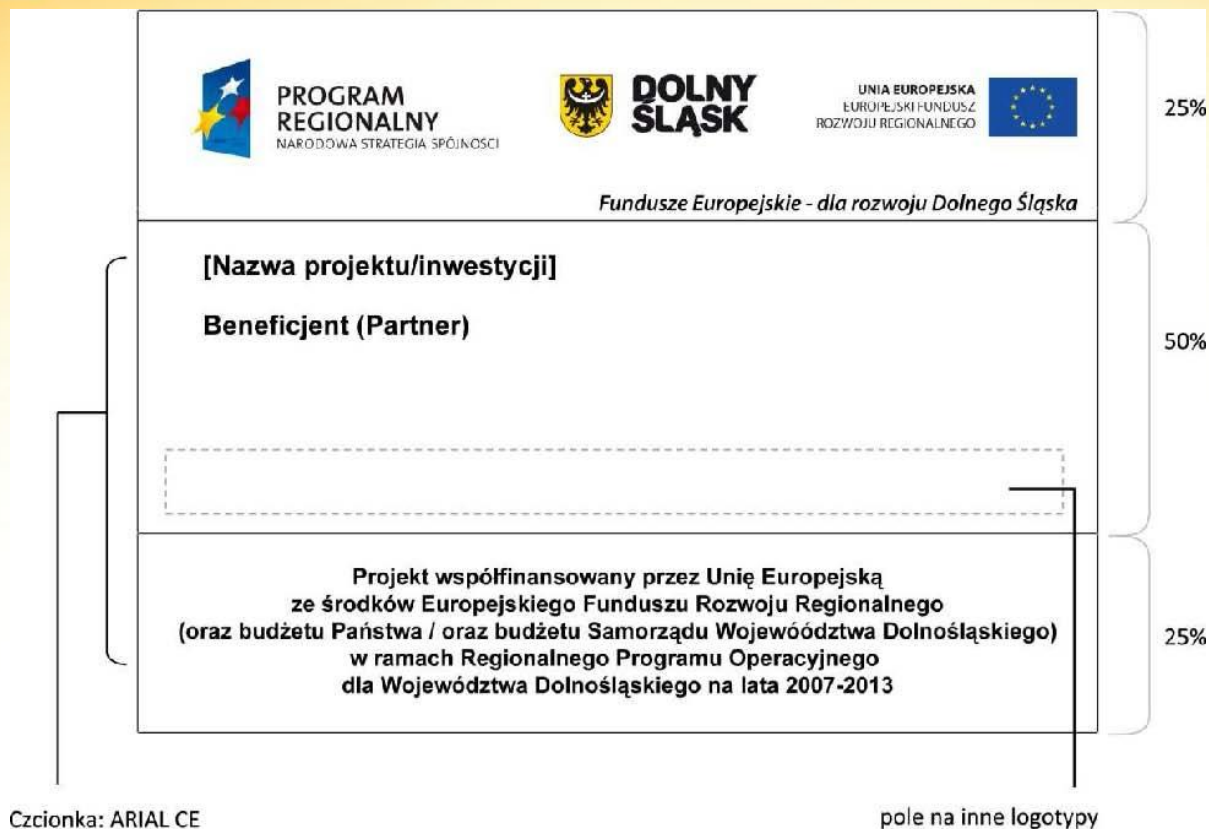 PROGRAM
REGIONALNY
NARODOWA STRATEGIA SPÓJNOŚCI
DOLNY
ŚLĄSK
UNIA EUROPEJSKA
EUROPEJSKI FUNDUSZ
ROZWOJU REGIONALNEGO
25%
Fundusze Europejskie - dla rozwoju Dolnego Śląska
[Nazwa projektu/inwestycji]
Beneficjent (Partner)
50%
Projekt współfinansowany przez Unię Europejską
ze środków Europejskiego Funduszu Rozwoju Regionalnego
(oraz budżetu Państwa / oraz budżetu Samorządu Wojewóództwa Dolnośląskiego)
w ramach Regionalnego Programu Operacyjnego
dla Województwa Dolnośląskiego na lata 2007-2013
25%
Czcionka: ARIAL CE
pole na inne logotypy